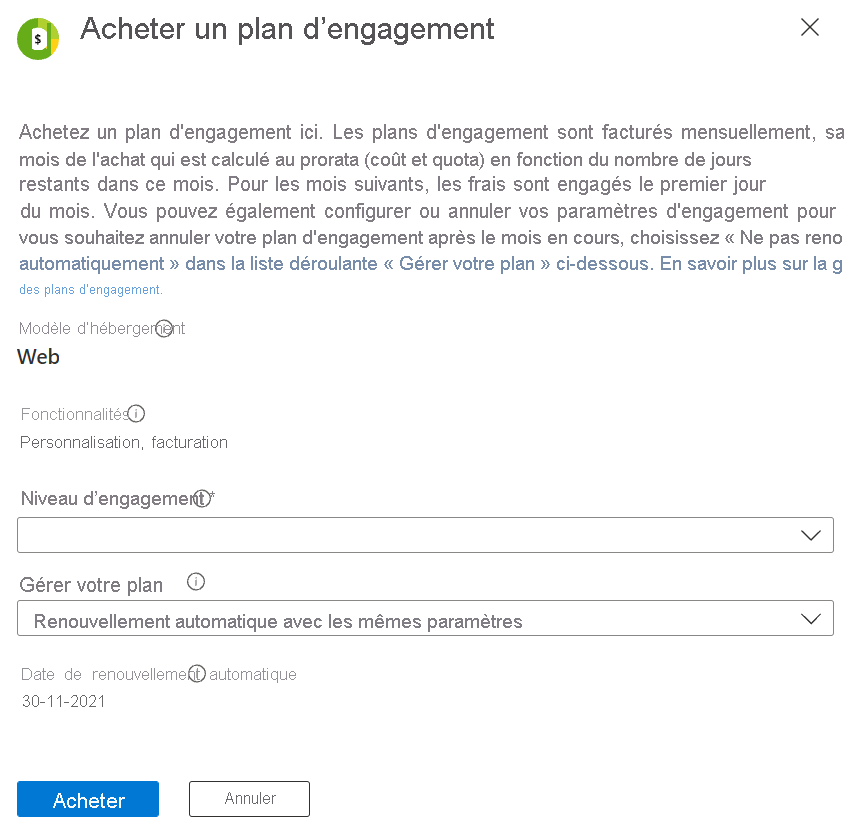 $
Acheter un plan d’engagement
Achetez un plan d'engagement ici. Les plans d'engagement sont facturés mensuellement, sa
mois de l'achat qui est calculé au prorata (coût et quota) en fonction du nombre de jours
restants dans ce mois. Pour les mois suivants, les frais sont engagés le premier jour
du mois. Vous pouvez également configurer ou annuler vos paramètres d'engagement pour
vous souhaitez annuler votre plan d'engagement après le mois en cours, choisissez « Ne pas reno
automatiquement » dans la liste déroulante « Gérer votre plan » ci-dessous. En savoir plus sur la g
des plans d'engagement.
Modèle d’hébergement
Web
Fonctionnalités
Personnalisation, facturation
Niveau d’engagement *
Gérer votre plan
Renouvellement automatique avec les mêmes paramètres
Date de renouvellement automatique
30-11-2021
Acheter Annuler